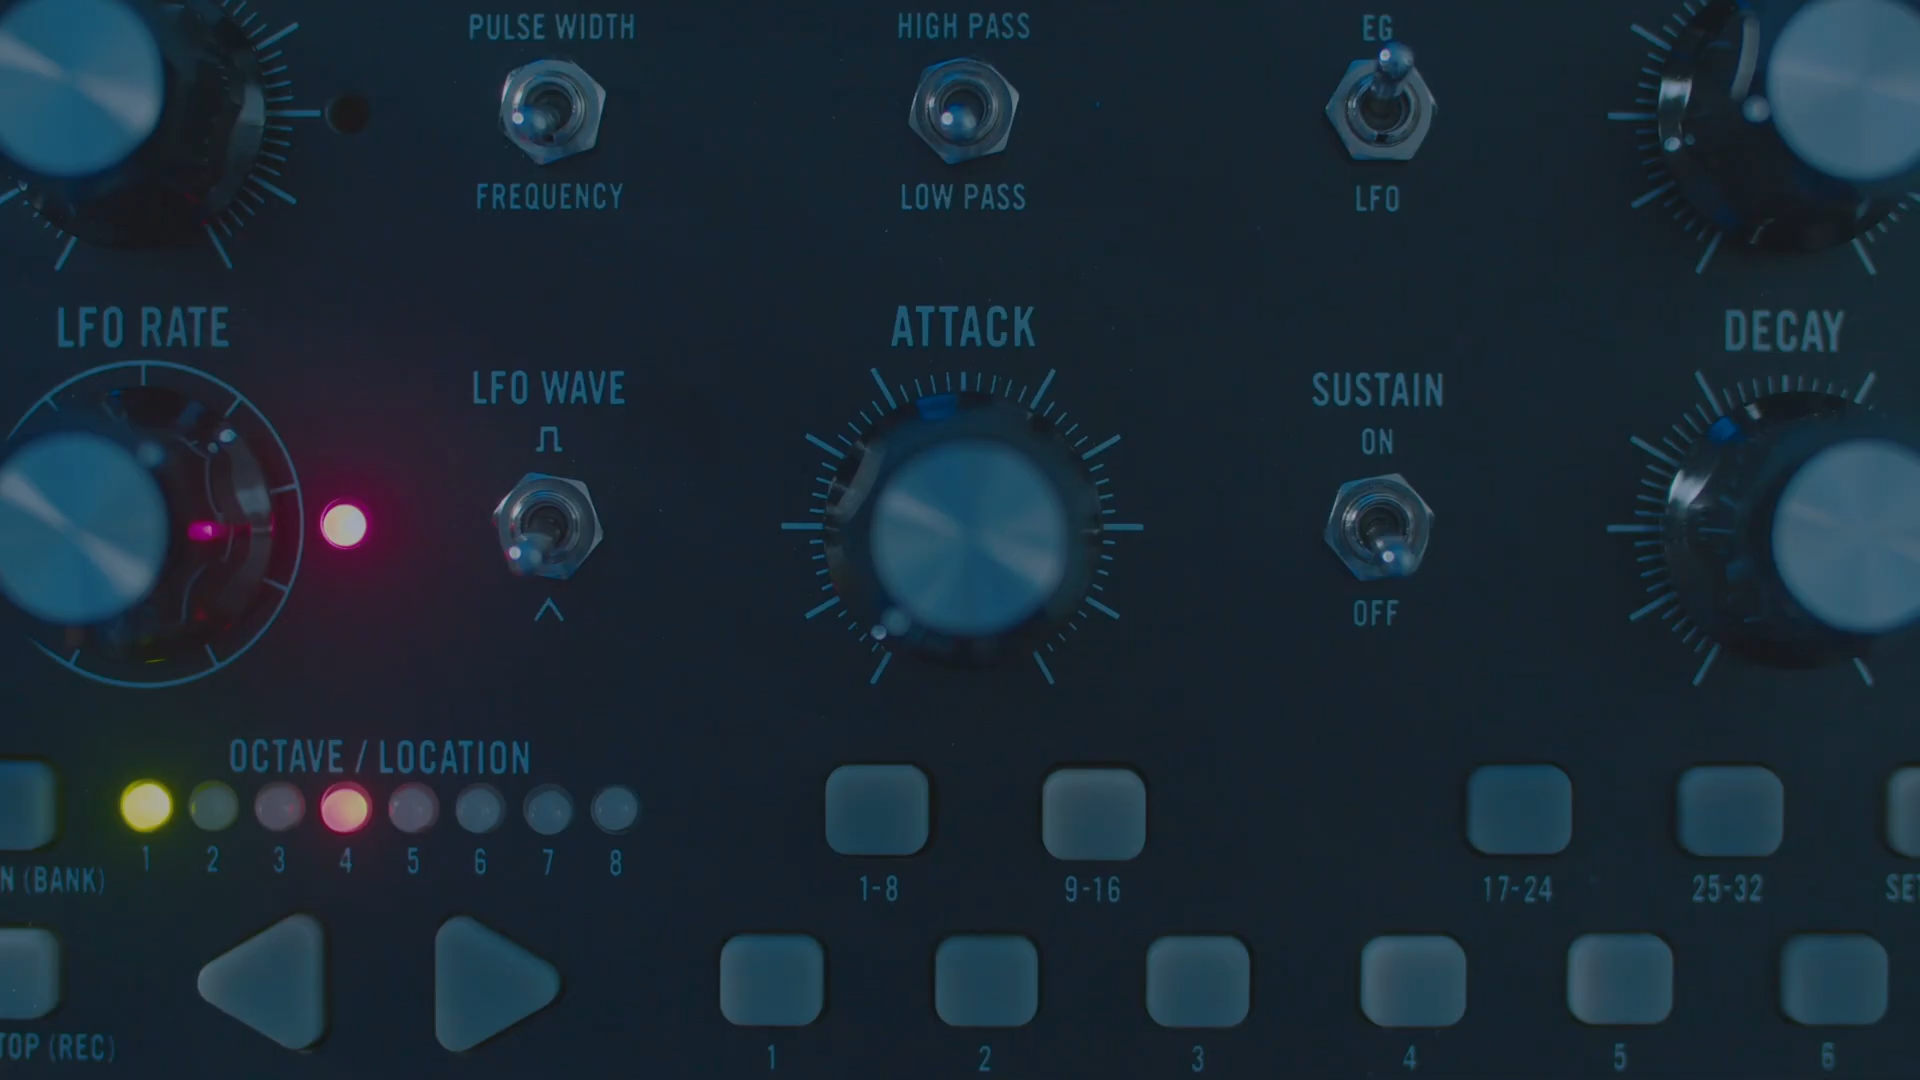 PULSE WIDTH
HIGH PASS
EG
FREQUENCY
LOW PASS
LFO
LFO RATE
ATTACK
DECAY
LFO WAVE
SUSTAIN
ON
OFF
OCTAVE / LOCATION
1 2 3 4 5 6 7 8
N (BANK)
1-8
9-16
17-24
25-32
SE
TOP (REC)
1
2
3
4
5
6